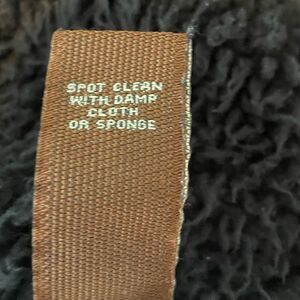 SPOT CLEAN
WITH DAMP
CLOTH
OR SPONGE